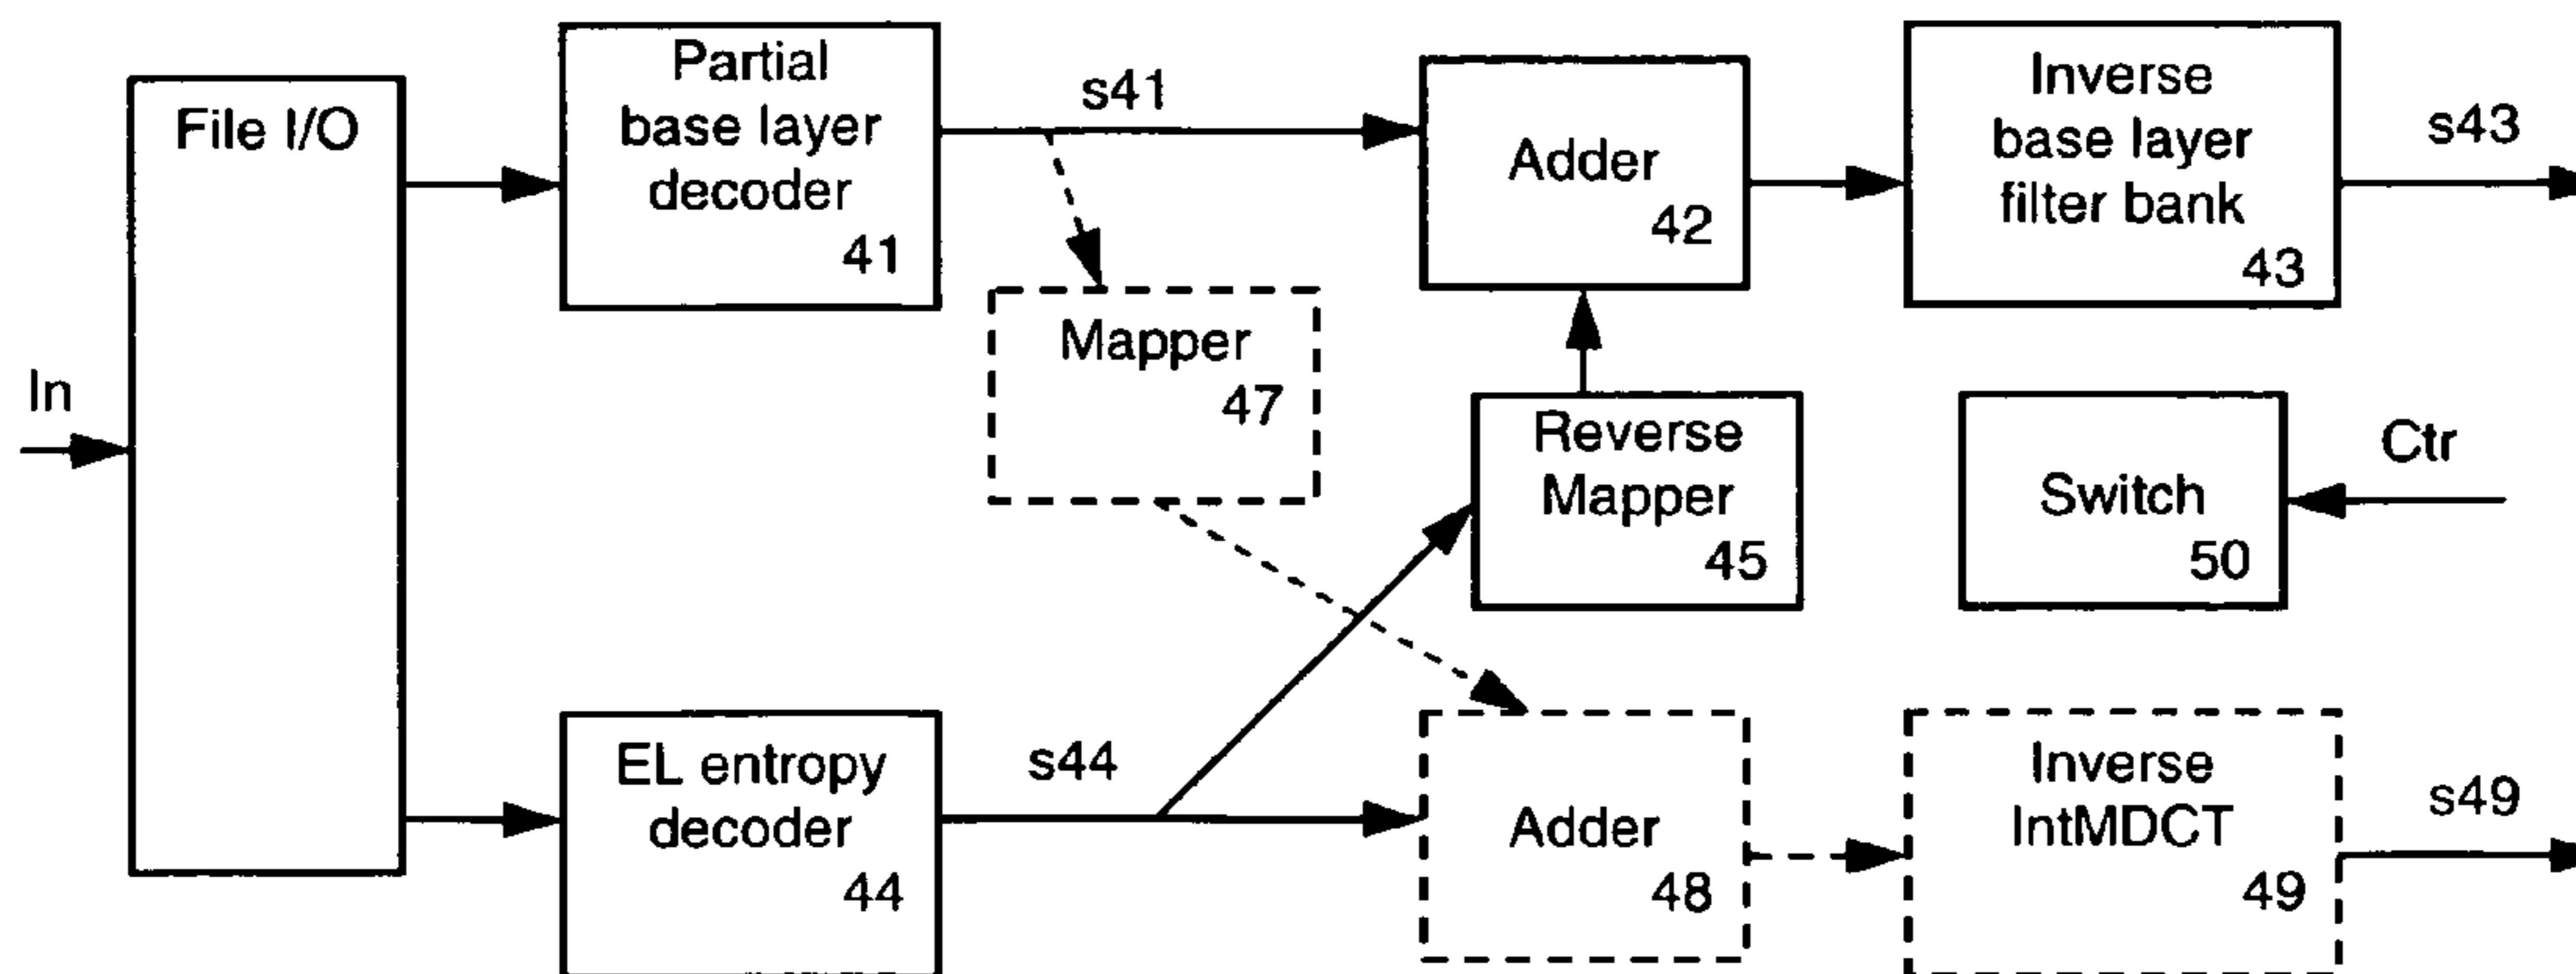 File I/O
In
Partial
base layer
decoder
41
s41
Mapper
47
Adder
42
Inverse
base layer
filter bank
43
s43
Reverse
Mapper
45
Switch
50
Ctr
EL entropy
decoder
44
s44
Adder
48
Inverse
IntMDCT
49
s49